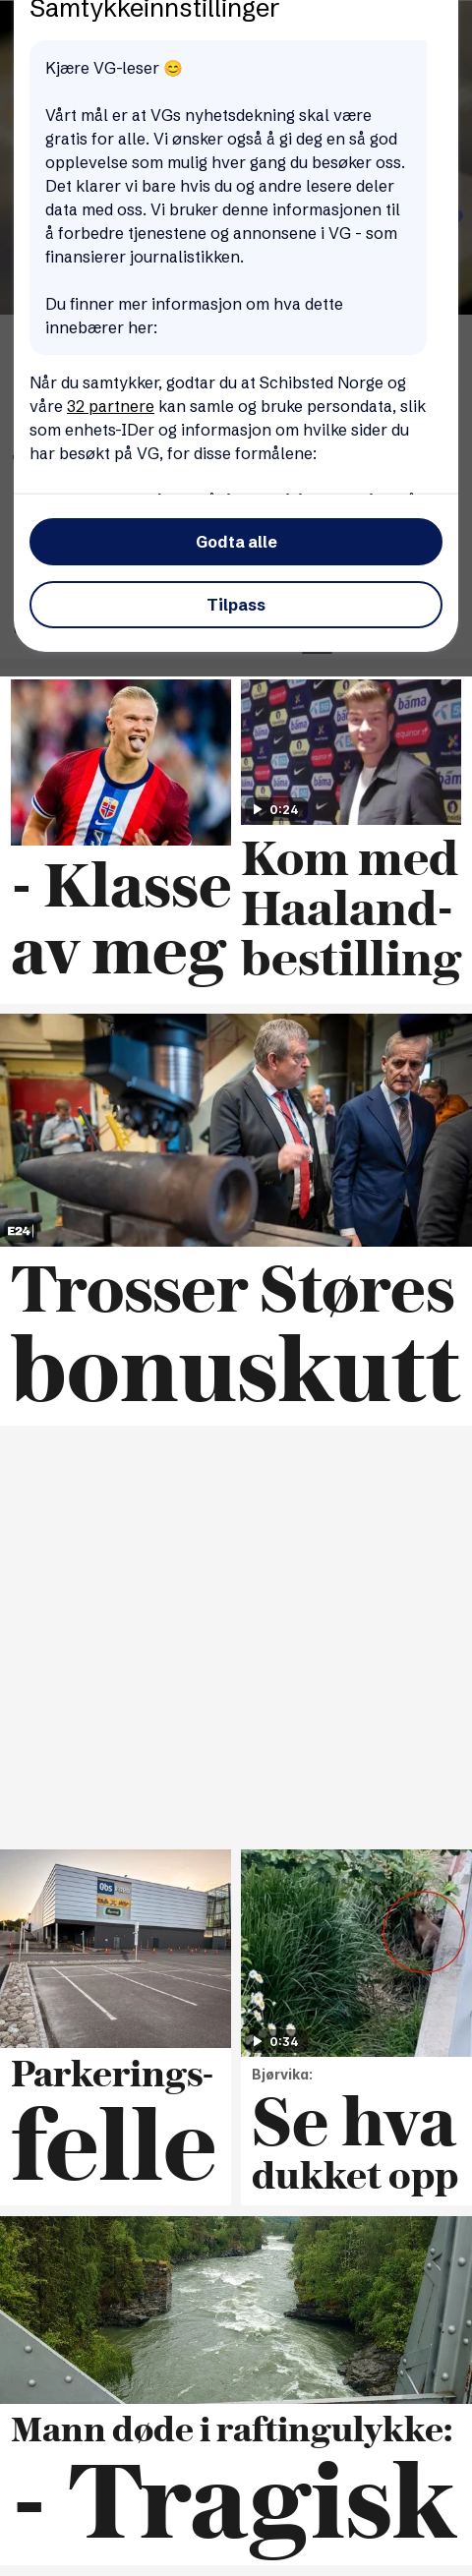 Samtykkeinnstillinger
Kjære VG-leser 😊
Vårt mål er at VGs nyhetsdekning skal være
gratis for alle. Vi ønsker også å gi deg en så god
opplevelse som mulig hver gang du besøker oss.
Det klarer vi bare hvis du og andre lesere deler
data med oss. Vi bruker denne informasjonen til
å forbedre tjenestene og annonsene i VG - som
finansierer journalistikken.
Du finner mer informasjon om hva dette
innebærer her:
Når du samtykker, godtar du at Schibsted Norge og
våre 32 partnere kan samle og bruke persondata, slik
som enhets-IDer og informasjon om hvilke sider du
har besøkt på VG, for disse formålene:
Godta alle
Tilpass
0:24
- Klasse
av meg
Kom med
Haaland-
bestilling
E24
Trosser Støres
bonuskutt
Obs
0:34
Parkerings-
felle
Bjørvika:
Se hva
dukket opp
Mann døde i raftingulykke:
- Tragisk